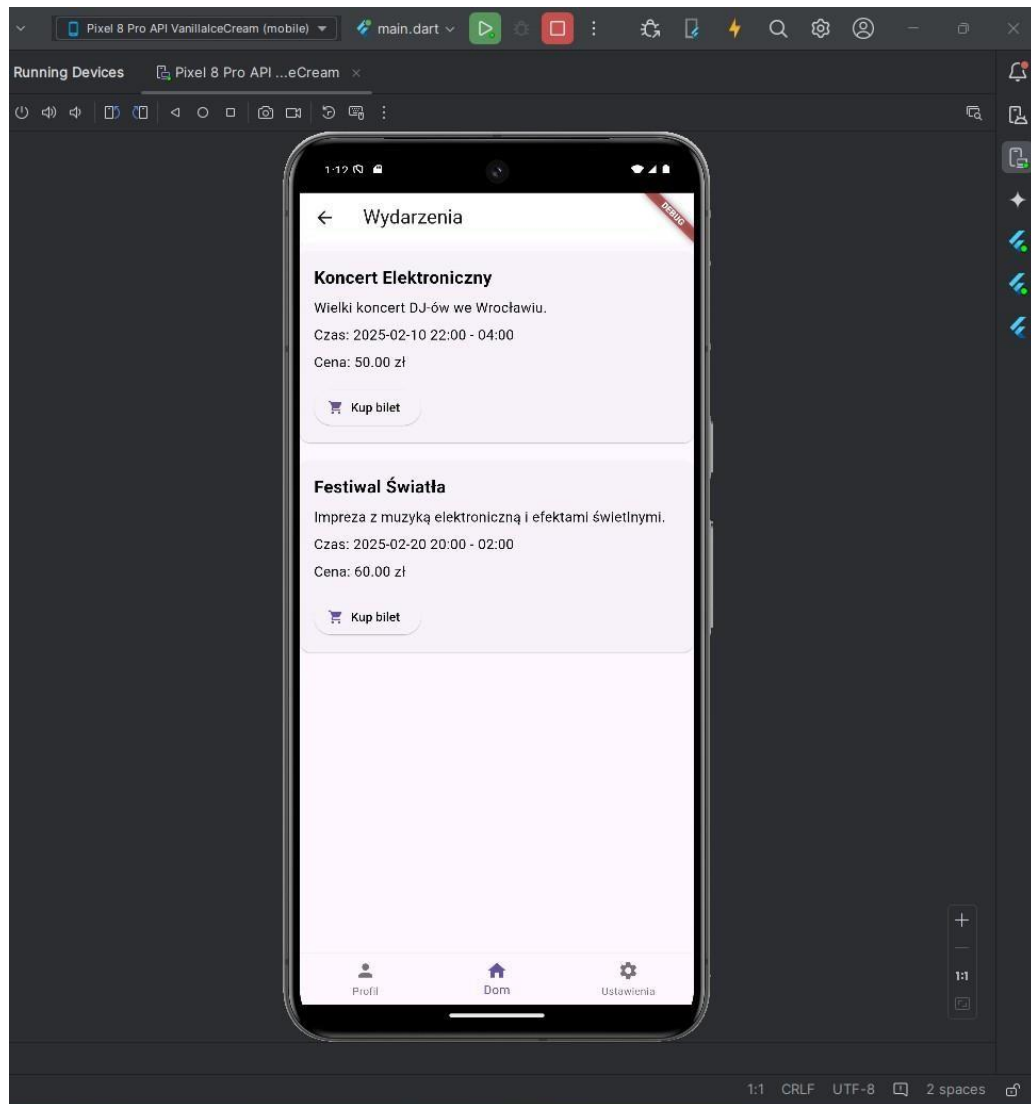 Pixel 8 Pro API VanillaIceCream (mobile)
main.dart
Running Devices
Pixel 8 Pro API ...eCream
1:12
Wydarzenia
DEBUG
Koncert Elektroniczny
Wielki koncert DJ-ów we Wrocławiu.
Czas: 2025-02-10 22:00 - 04:00
Cena: 50.00 zł
Kup bilet
Festiwal Światła
Impreza z muzyką elektroniczną i efektami świetlnymi.
Czas: 2025-02-20 20:00 - 02:00
Cena: 60.00 zł
Kup bilet
Profil
Dom
Ustawienia
1:1
1:1 CRLF UTF-8 2 spaces